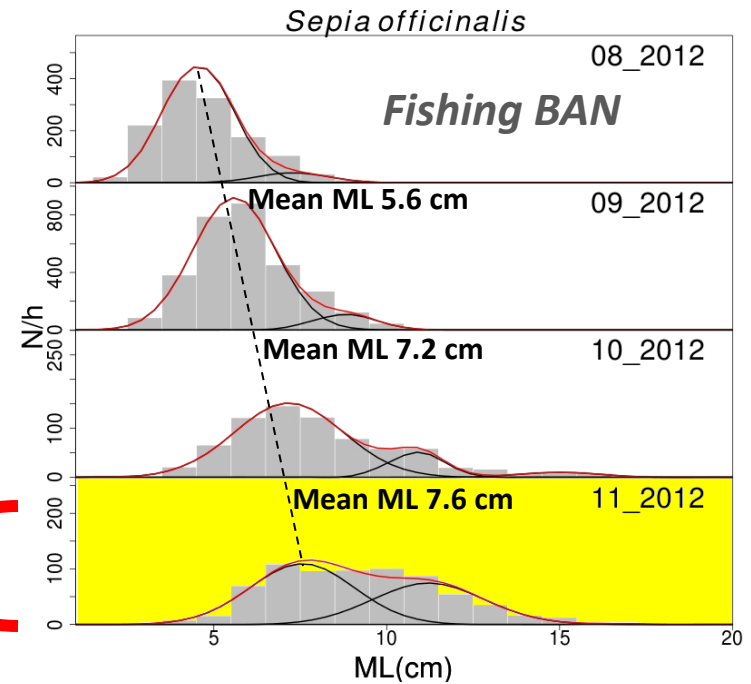 Sepia officinalis
08_2012
Fishing BAN
400
200
0
Mean ML 5.6 cm
09_2012
800
400
0
Mean ML 7.2 cm
10_2012
250
100
0
Mean ML 7.6 cm
11_2012
200
100
0
N/h
5 10 15 20
ML(cm)